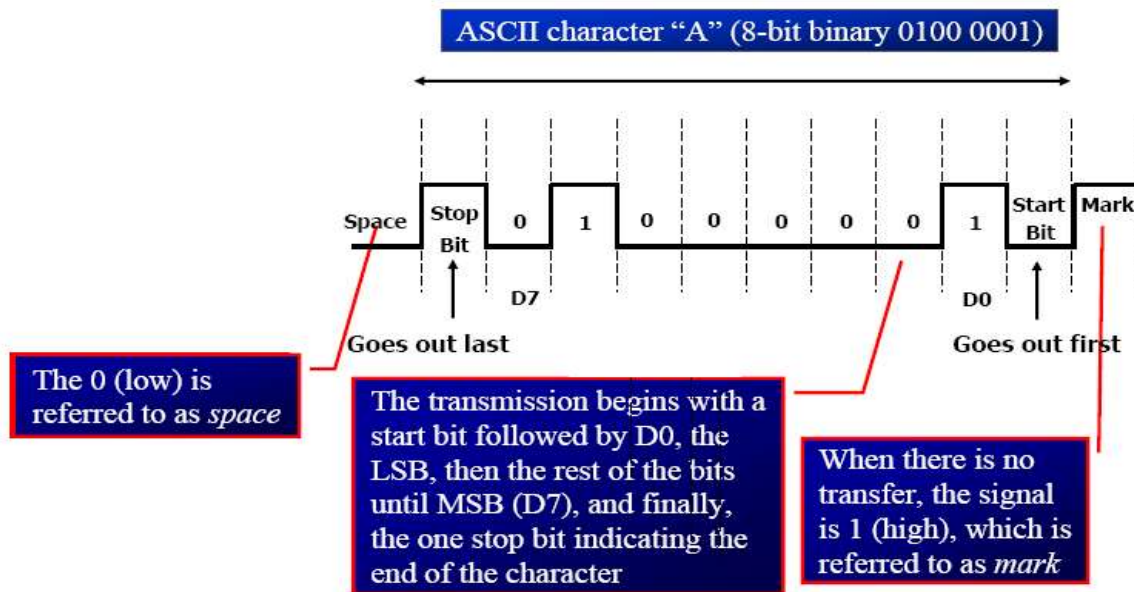 ASCII character “A” (8-bit binary 0100 0001)
Space
Stop
Bit
0
1
0
0
0
0
0
1
Start
Bit
Mark
D7
D0
Goes out last
Goes out first
The 0 (low) is
referred to as space
The transmission begins with a
start bit followed by D0, the
LSB, then the rest of the bits
until MSB (D7), and finally,
the one stop bit indicating the
end of the character
When there is no
transfer, the signal
is 1 (high), which is
referred to as mark